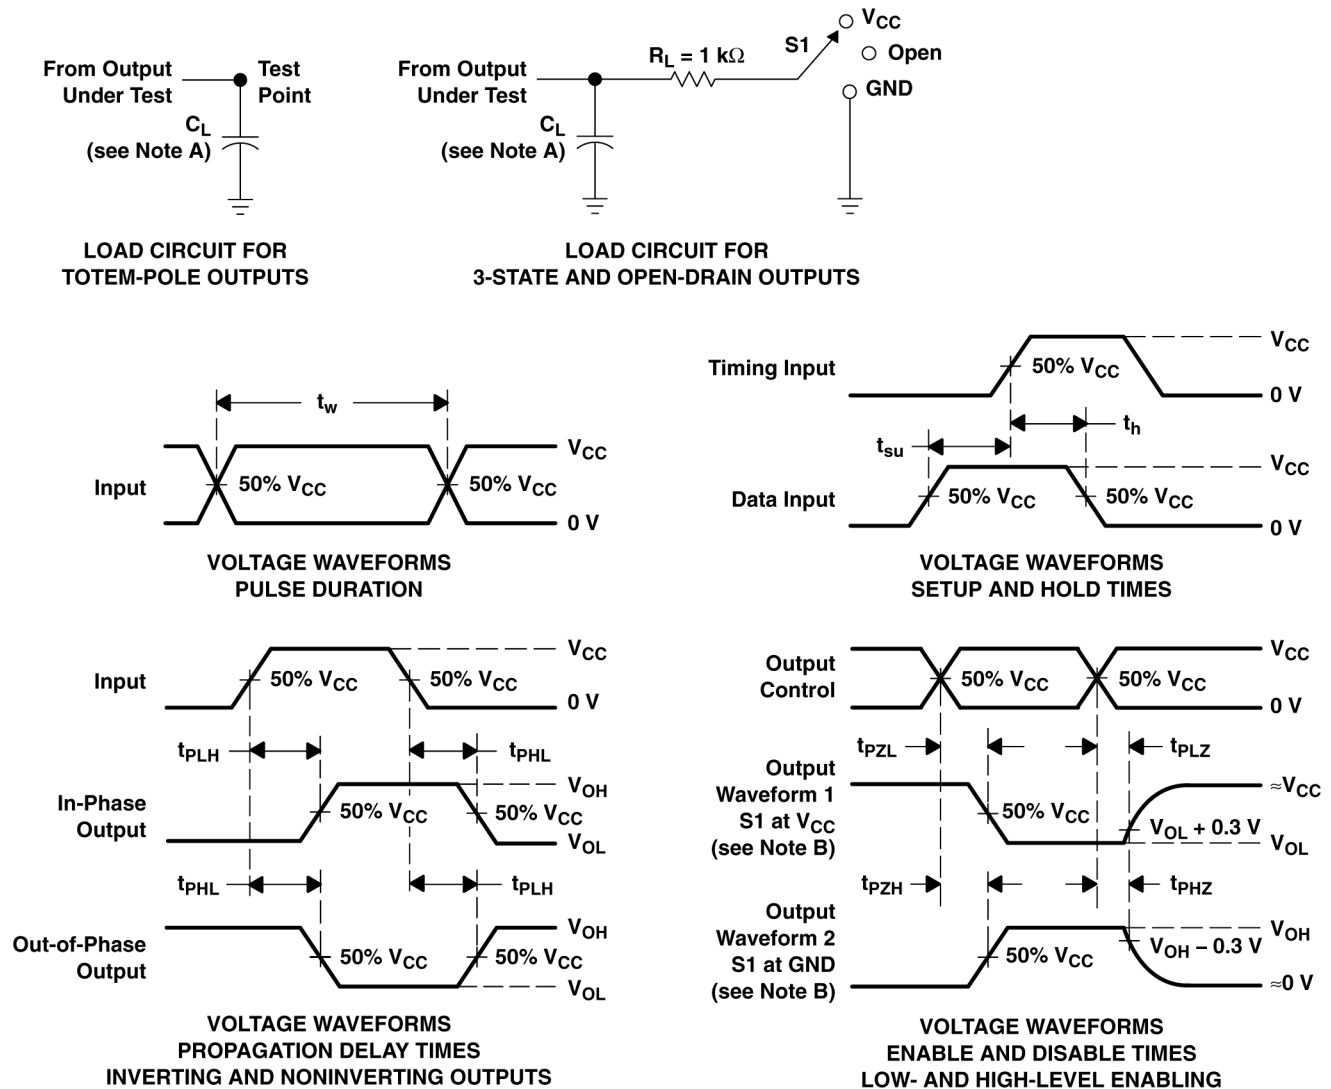 From Output
Under Test
Test
Point
CL
(see Note A)
LOAD CIRCUIT FOR
TOTEM-POLE OUTPUTS
From Output
Under Test
RL = 1 kΩ
S1
VCC
Open
GND
CL
(see Note A)
LOAD CIRCUIT FOR
3-STATE AND OPEN-DRAIN OUTPUTS
tw
Input
50% VCC
50% VCC
VCC
0 V
VOLTAGE WAVEFORMS
PULSE DURATION
Timing Input
50% VCC
VCC
0 V
th
tsu
Data Input
50% VCC
50% VCC
VCC
0 V
VOLTAGE WAVEFORMS
SETUP AND HOLD TIMES
Input
50% VCC
50% VCC
VCC
0 V
tPLH
tPHL
In-Phase
Output
50% VCC
50% VCC
VOH
VOL
tPHL
tPLH
Out-of-Phase
Output
50% VCC
50% VCC
VOH
VOL
VOLTAGE WAVEFORMS
PROPAGATION DELAY TIMES
INVERTING AND NONINVERTING OUTPUTS
Output
Control
50% VCC
50% VCC
VCC
0 V
tPZL
tPLZ
Output
Waveform 1
S1 at VCC
(see Note B)
50% VCC
≈VCC
VOL + 0.3 V
VOL
tPZH
tPHZ
Output
Waveform 2
S1 at GND
(see Note B)
50% VCC
VOH
VOH − 0.3 V
≈0 V
VOLTAGE WAVEFORMS
ENABLE AND DISABLE TIMES
LOW- AND HIGH-LEVEL ENABLING